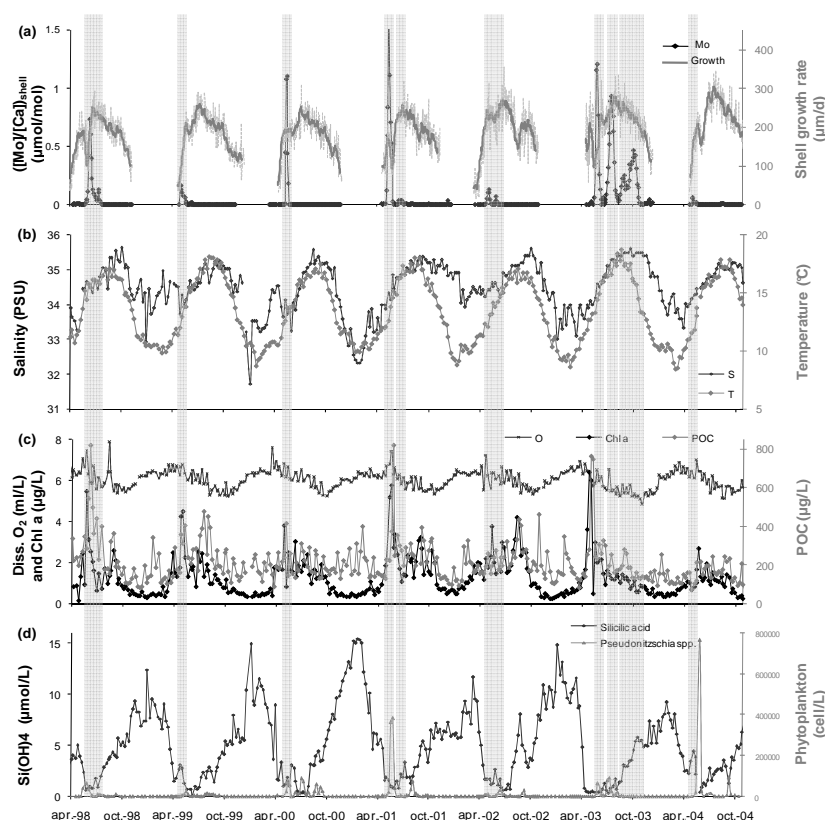 (a)
Mo
Growth
([Mo]/[Ca])shell
(µmol/mol)
1.5
1
0.5
0
400
300
200
100
0
Shell growth rate
(µm/d)
(b)
Salinity (PSU)
36
35
34
33
32
31
20
15
10
5
Temperature (°C)
S
T
(c)
O
Chl a
POC
Diss. O2 (ml/L)
and Chl a (µg/L)
8
6
4
2
0
800
600
400
200
0
POC (µg/L)
(d)
Silicilic acid
Pseudonitzschia spp.
Si(OH)4 (µmol/L)
15
10
5
0
800000
600000
400000
200000
0
Phytoplankton
(cell/L)
apr.-98 oct.-98 apr.-99 oct.-99 apr.-00 oct.-00 apr.-01 oct.-01 apr.-02 oct.-02 apr.-03 oct.-03 apr.-04 oct.-04